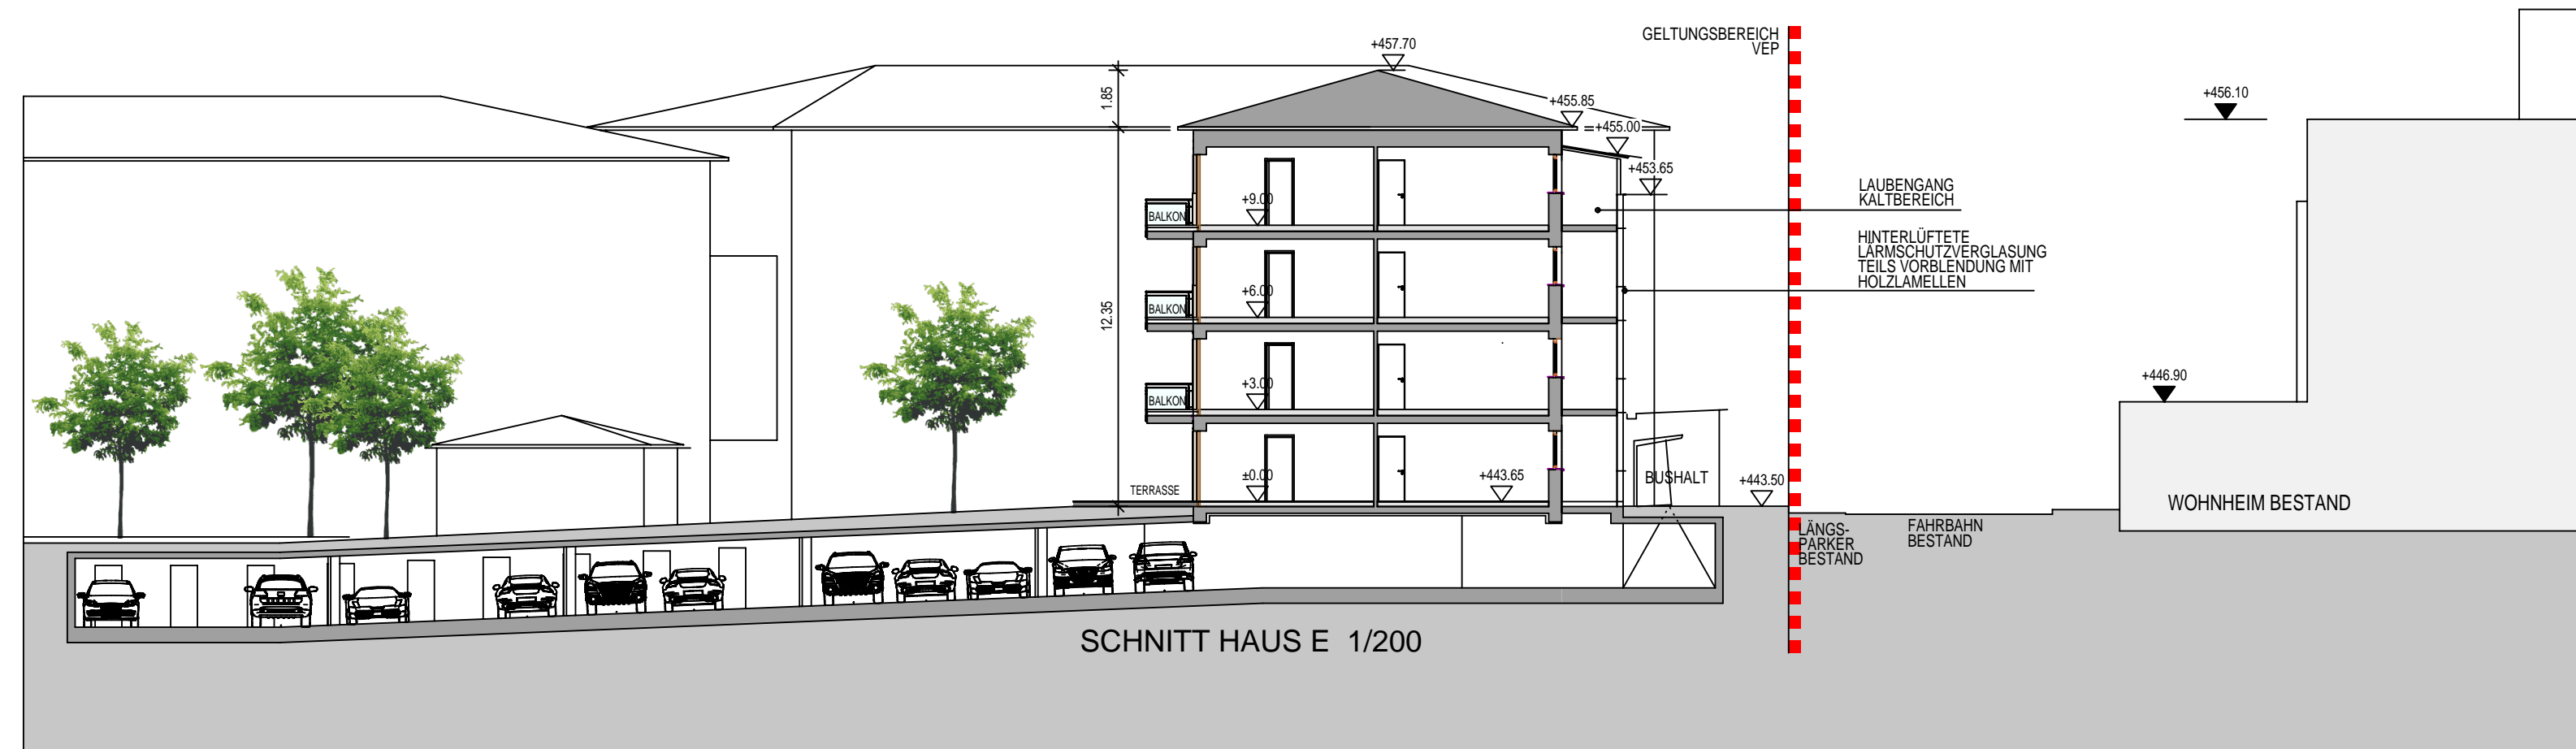 GELTUNGSBEREICH
VEP
+457.70
+456.10
1.85
+455.85
+455.00
+453.65
LAUBENGANG
KALTBEREICH
+9.00
BALKON
HINTERLÜFTETE
LÄRMSCHUTZVERGLASUNG
TEILS VORBLENDUNG MIT
HOLZLAMELLEN
+6.00
BALKON
12.35
+446.90
+3.00
BALKON
±0.00
+443.65
BUSHALT
+443.50
TERRASSE
WOHNHEIM BESTAND
LÄNGS-
PARKER
BESTAND
FAHRBAHN
BESTAND
SCHNITT HAUS E 1/200